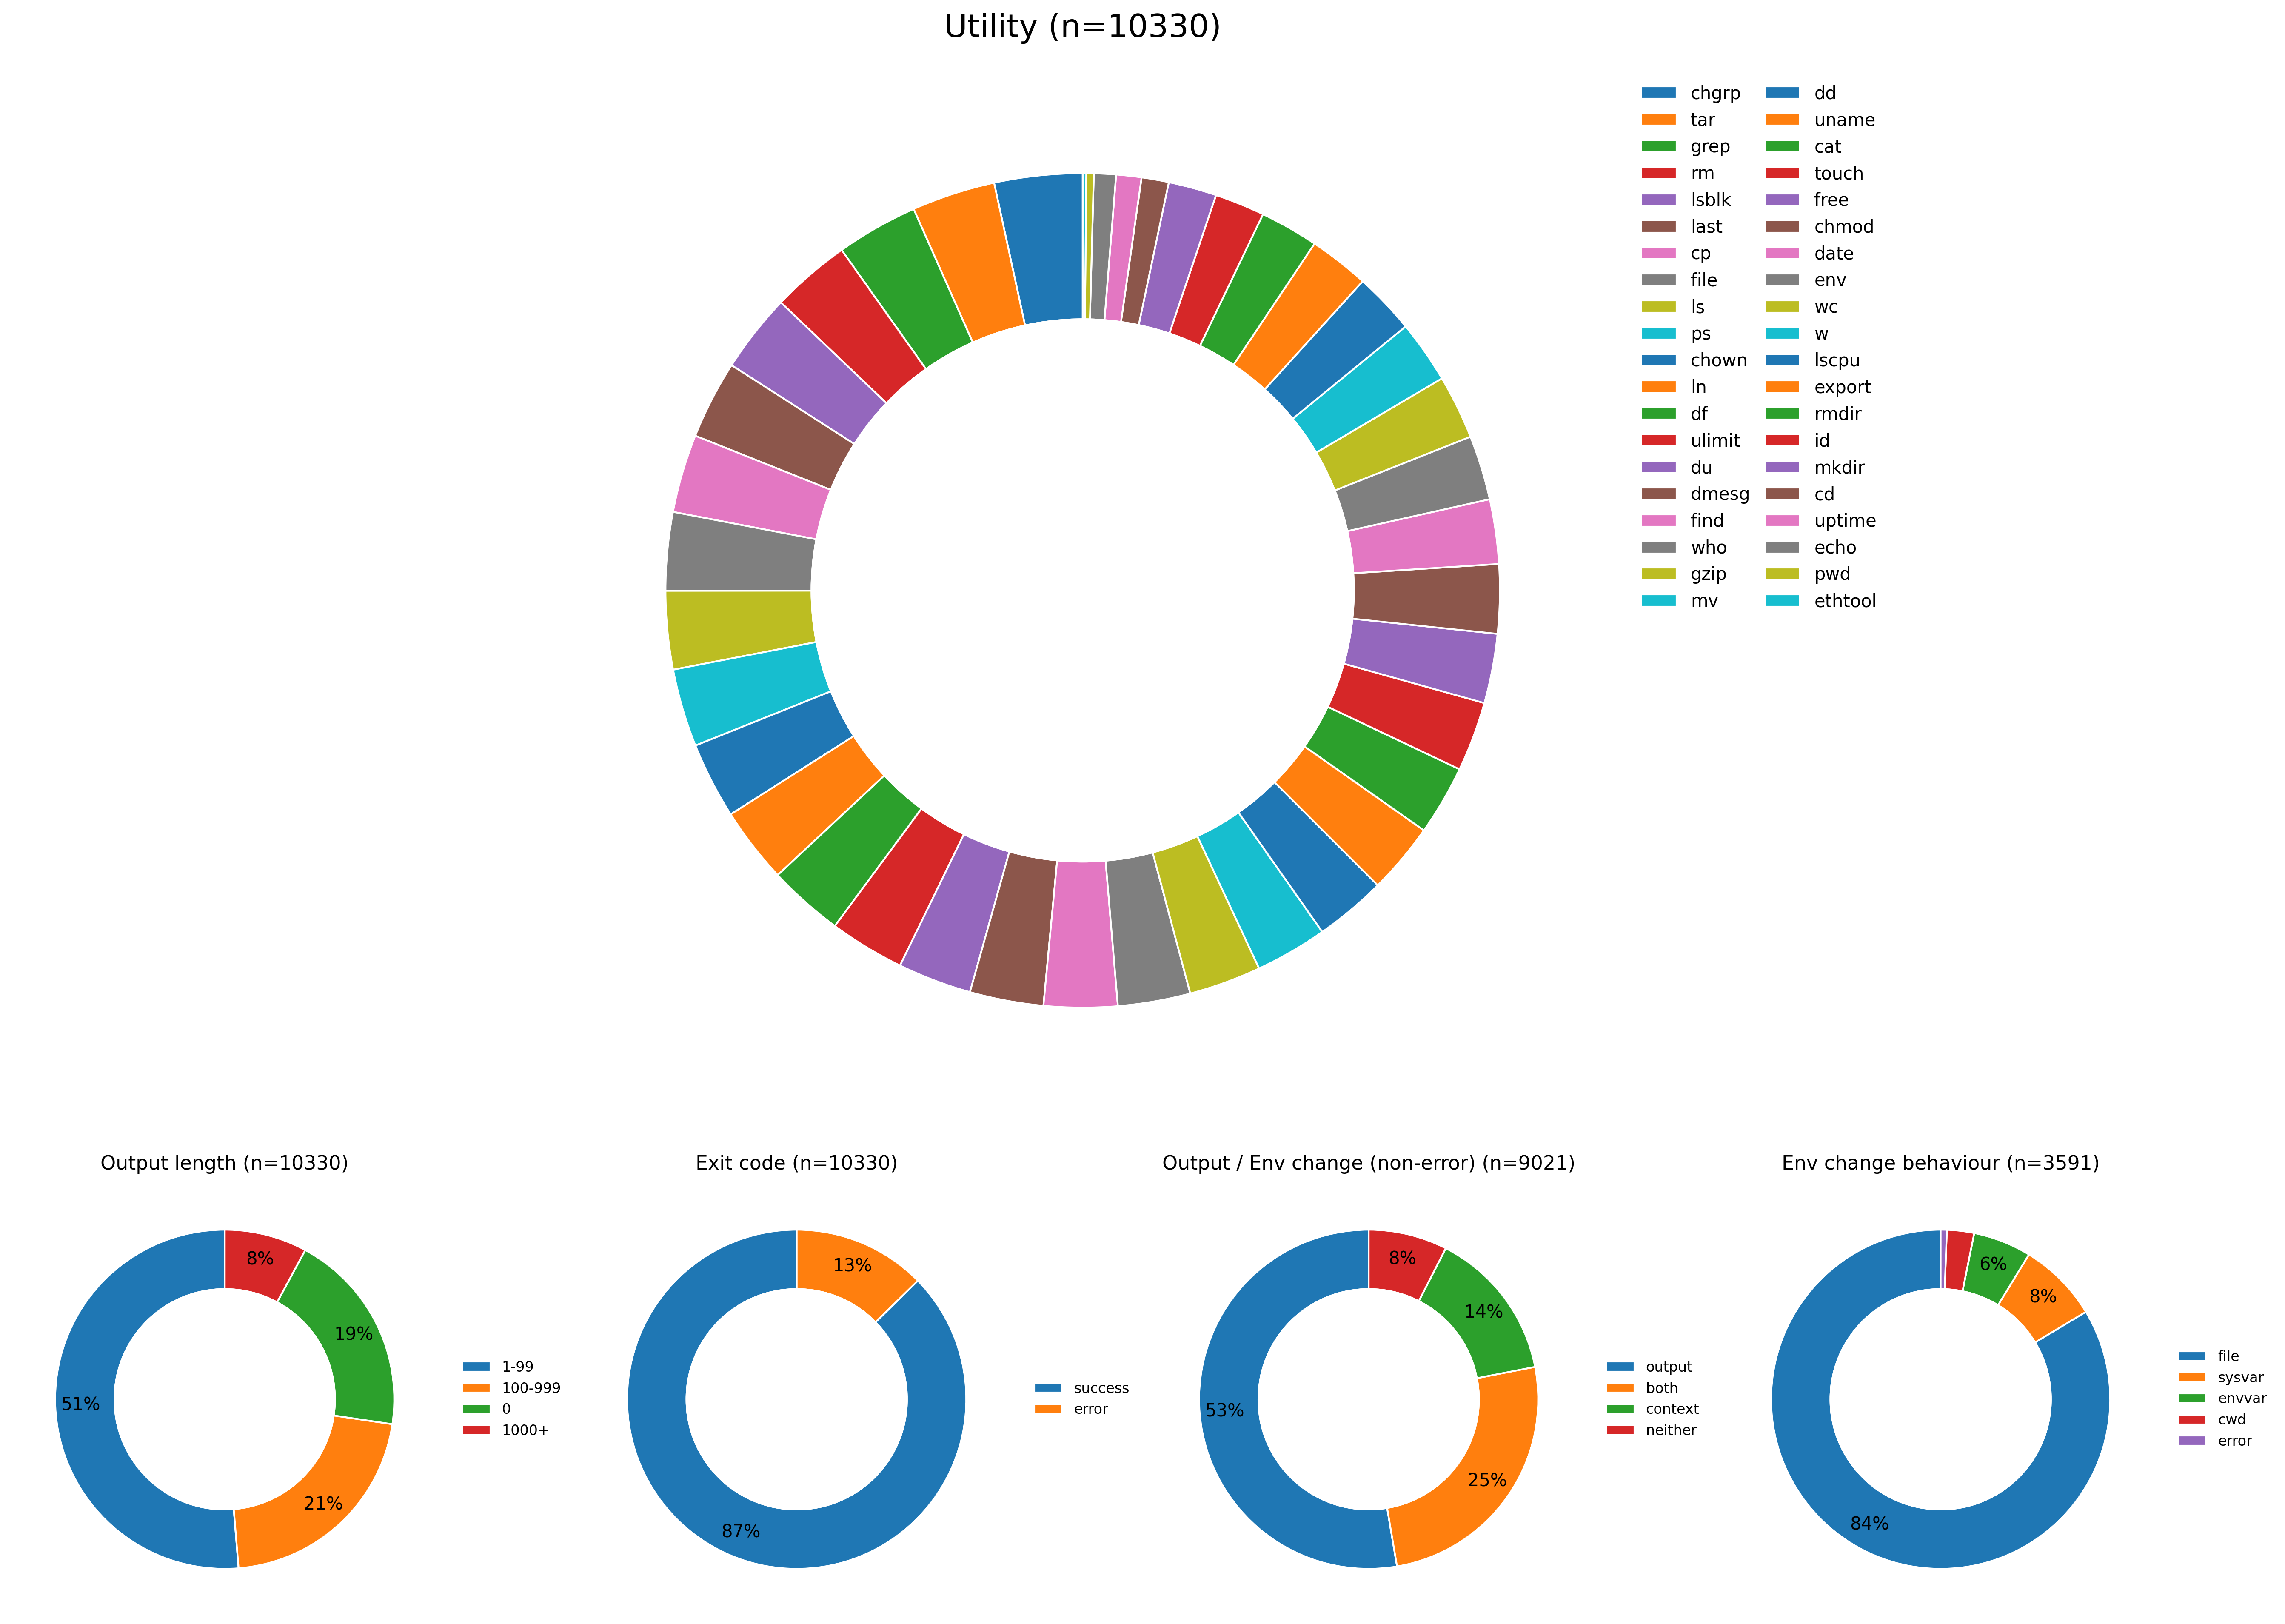 Utility (n=10330)
chgrp
tar
grep
rm
lsblk
last
cp
file
ls
ps
chown
ln
df
ulimit
du
dmesg
find
who
gzip
mv
dd
uname
cat
touch
free
chmod
date
env
wc
w
lscpu
export
rmdir
id
mkdir
cd
uptime
echo
pwd
ethtool
Output length (n=10330)
8%
19%
51%
21%
1-99
100-999
0
1000+
Exit code (n=10330)
13%
87%
success
error
Output / Env change (non-error) (n=9021)
8%
14%
53%
25%
output
both
context
neither
Env change behaviour (n=3591)
6%
8%
84%
file
sysvar
envvar
cwd
error